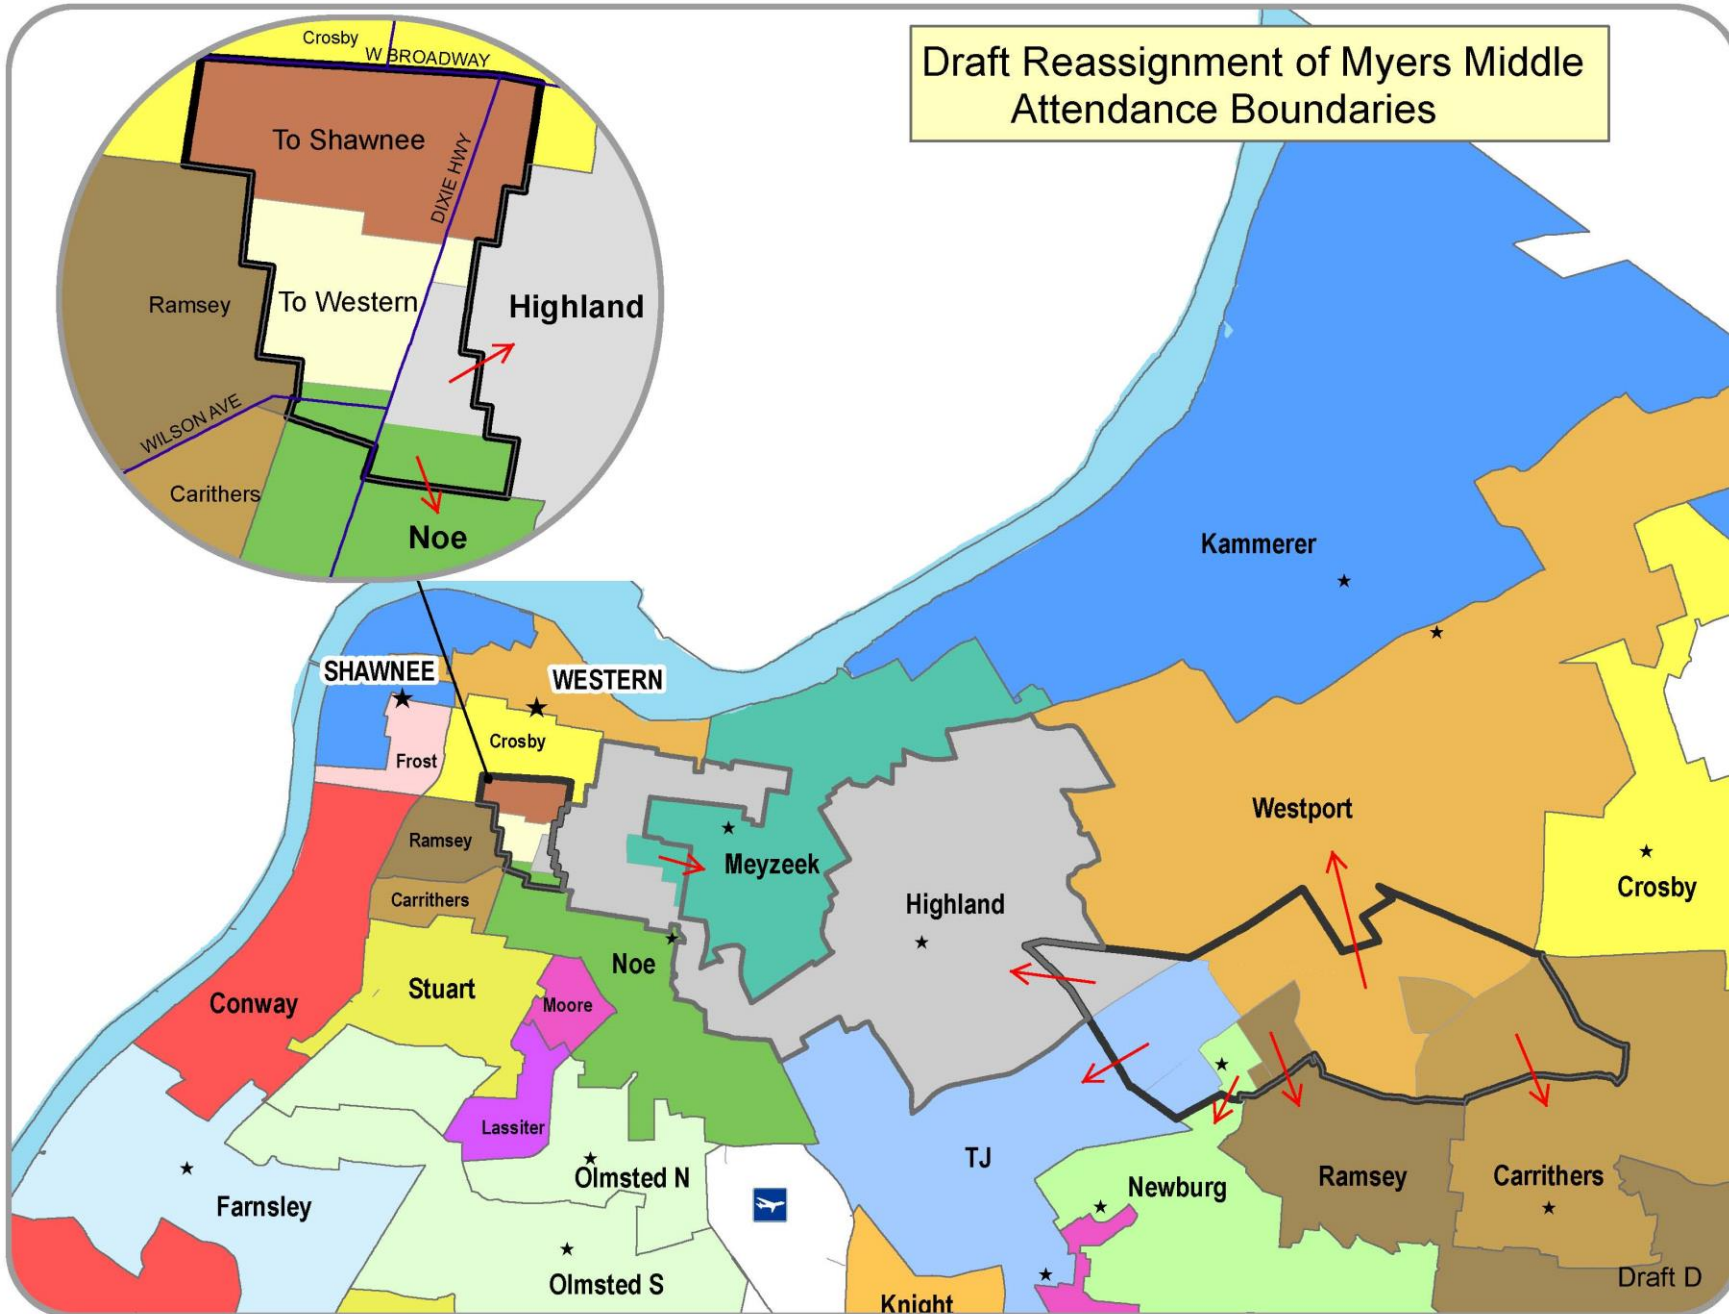 Draft Reassignment of Myers Middle
Attendance Boundaries
Crosby
W BROADWAY
To Shawnee
DIXIE HWY
Ramsey
To Western
Highland
WILSON AVE
Carithers
Noe
Kammerer
SHAWNEE
WESTERN
Frost
Crosby
Westport
Ramsey
Meyzeek
Crosby
Carrithers
Highland
Noe
Stuart
Conway
Moore
Lassiter
TJ
Olmsted N
Newburg
Ramsey
Carrithers
Farnsley
Olmsted S
Draft D
Knight